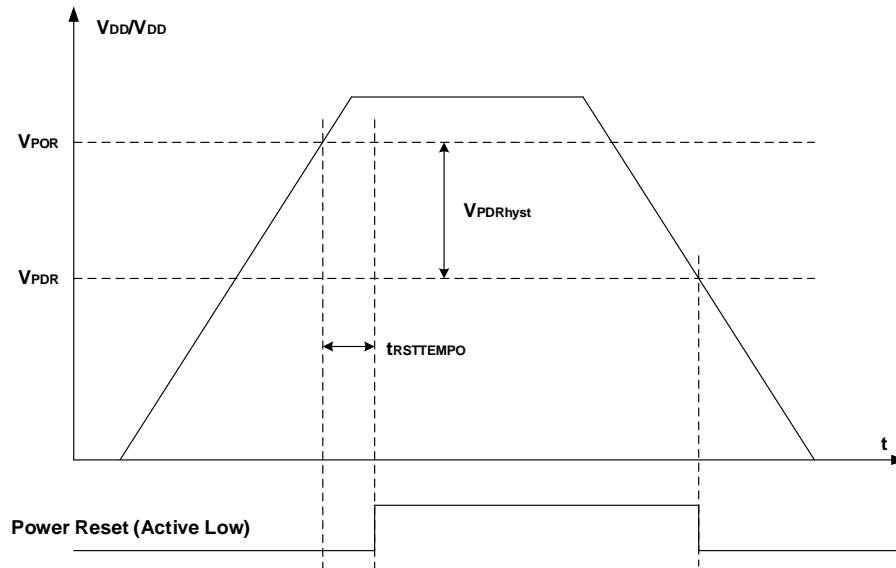 VDD/VDD
VPOR
VPDRhyst
VPDR
tRSTTEMPO
t
Power Reset (Active Low)